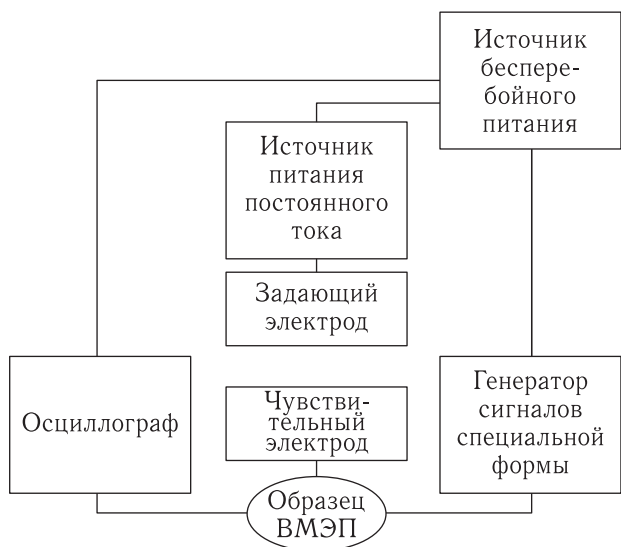 Источник
беспере-
бойного
питания
Источник
питания
постоянного
тока
Задающий
электрод
Осциллограф
Чувстви-
тельный
электрод
Генератор
сигналов
специальной
формы
Образец
ВМЭП